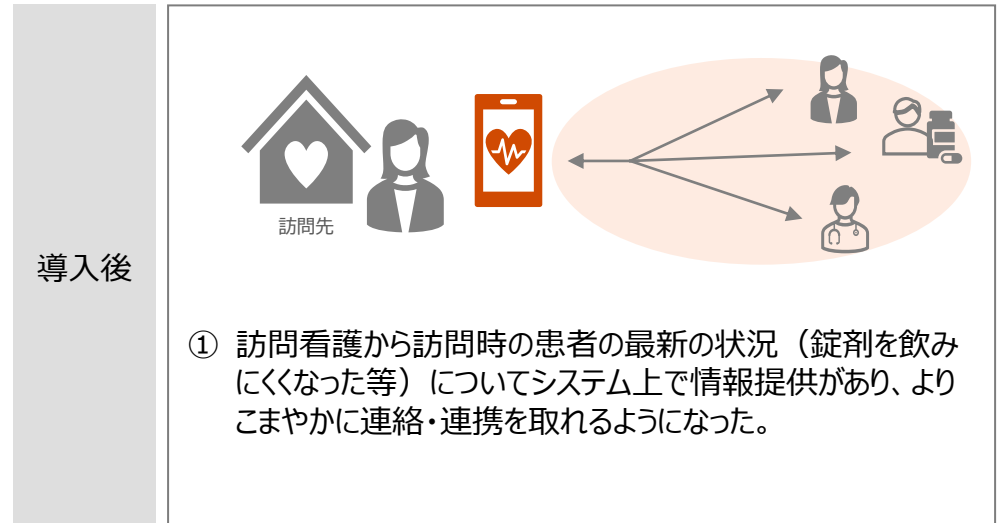 訪問先
導入後
① 訪問看護から訪問時の患者の最新の状況（錠剤を飲み
にくくなった等）についてシステム上で情報提供があり、より
こまやかに連絡・連携を取れるようになった。